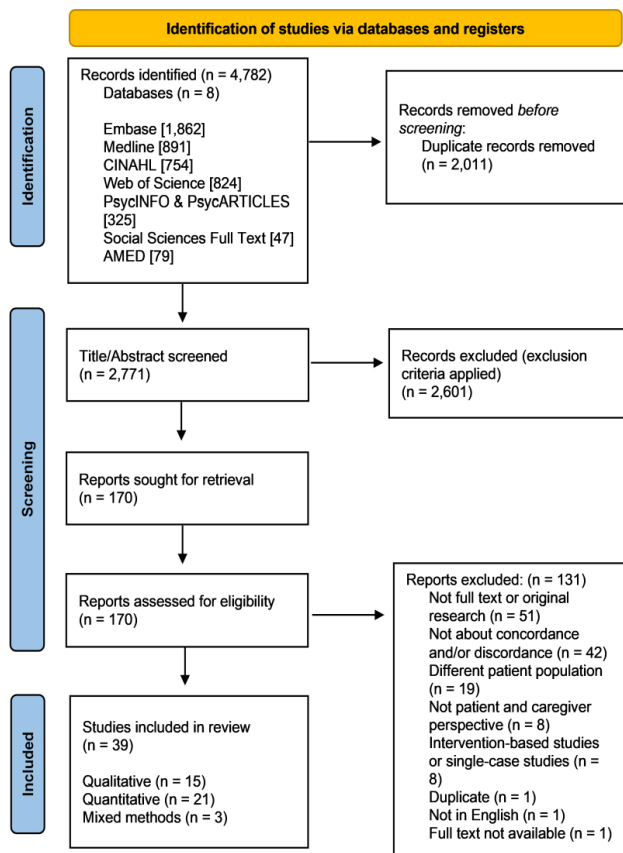 Identification of studies via databases and registers
Identification
Records identified (n = 4,782)
Databases (n = 8)
Embase [1,862]
Medline [891]
CINAHL [754]
Web of Science [824]
PsycINFO & PsycARTICLES
[325]
Social Sciences Full Text [47]
AMED [79]
Records removed before
screening:
Duplicate records removed
(n = 2,011)
Screening
Title/Abstract screened
(n = 2,771)
Records excluded (exclusion
criteria applied)
(n = 2,601)
Reports sought for retrieval
(n = 170)
Reports assessed for eligibility
(n = 170)
Reports excluded: (n = 131)
Not full text or original
research (n = 51)
Not about concordance
and/or discordance (n = 42)
Different patient population
(n = 19)
Not patient and caregiver
perspective (n = 8)
Intervention-based studies
or single-case studies (n =
8)
Duplicate (n = 1)
Not in English (n = 1)
Full text not available (n = 1)
Included
Studies included in review
(n = 39)
Qualitative (n = 15)
Quantitative (n = 21)
Mixed methods (n = 3)